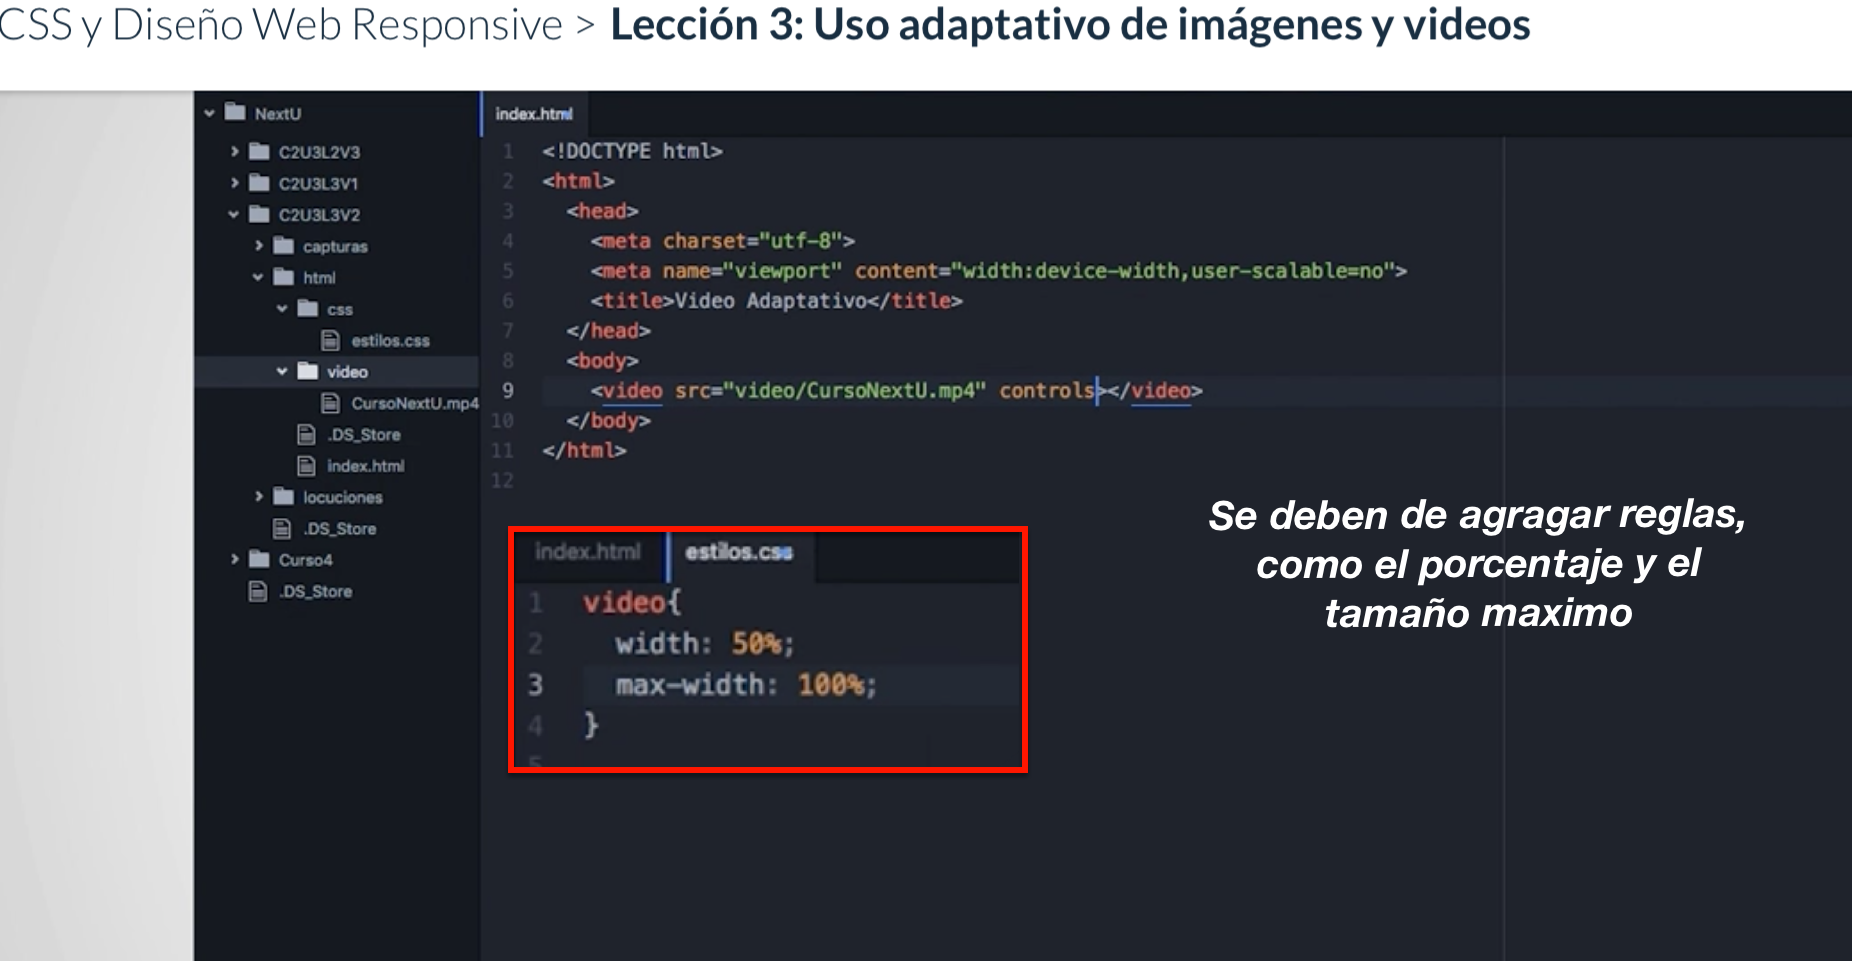 CSS y Diseño Web Responsive > Lección 3: Uso adaptativo de imágenes y videos
NextU
C2U3L2V3
C2U3L3V1
C2U3L3V2
capturas
html
css
estilos.css
video
CursoNextU.mp4
.DS_Store
index.html
locuciones
.DS_Store
Curso4
.DS_Store
index.html
1 <!DOCTYPE html>
2 <html>
3 <head>
4 <meta charset="utf-8">
5 <meta name="viewport" content="width:device-width,user-scalable=no">
6 <title>Video Adaptativo</title>
7 </head>
8 <body>
9 <video src="video/CursoNextU.mp4" controls></video>
10 </body>
11 </html>
12
Se deben de agragar reglas,
como el porcentaje y el
tamaño maximo
index.html estilos.css
1 video{
2 width: 50%;
3 max-width: 100%;
4 }
5